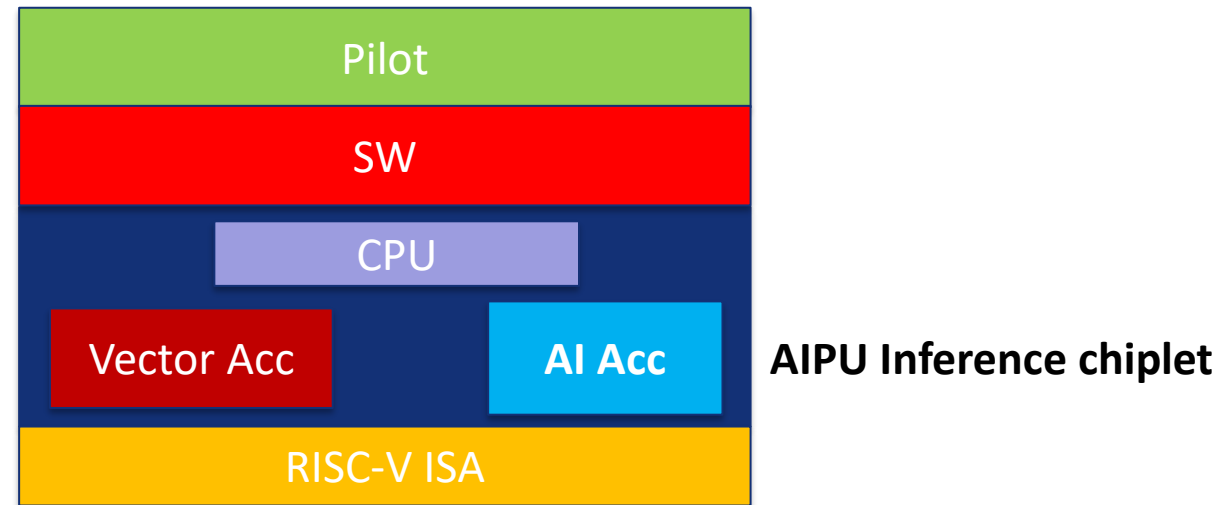 Pilot
SW
CPU
Vector Acc
AI Acc
AIPU Inference chiplet
RISC-V ISA